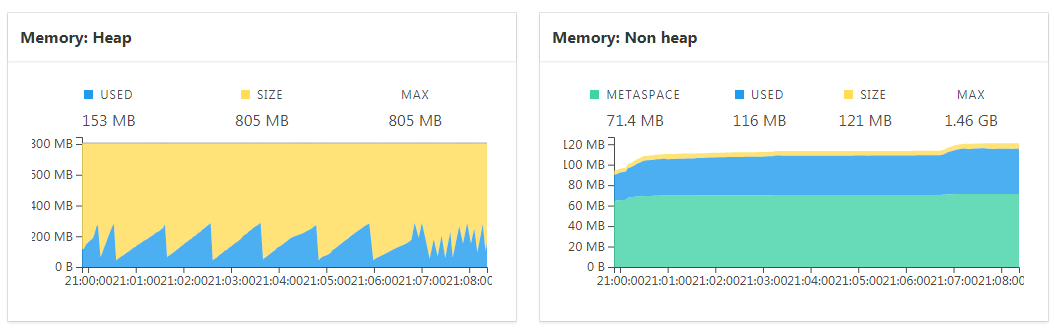 Memory: Heap
USED SIZE MAX
153 MB 805 MB 805 MB
800 MB
600 MB
400 MB
200 MB
0 B
21:00:00 21:01:00 21:02:00 21:03:00 21:04:00 21:05:00 21:06:00 21:07:00 21:08:00
Memory: Non heap
METASPACE USED SIZE MAX
71.4 MB 116 MB 121 MB 1.46 GB
120 MB
100 MB
80 MB
60 MB
40 MB
20 MB
0 B
21:00:00 21:01:00 21:02:00 21:03:00 21:04:00 21:05:00 21:06:00 21:07:00 21:08:00